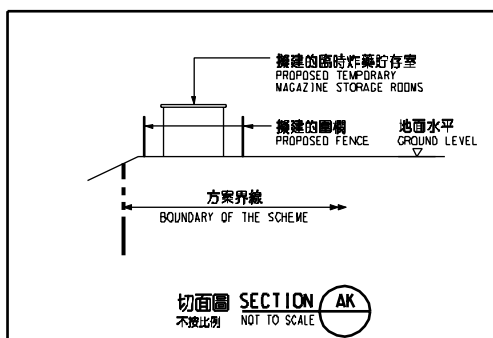 擬建的臨時炸藥貯存室
PROPOSED TEMPORARY
MAGAZINE STORAGE ROOMS
擬建的圍欄
PROPOSED FENCE
地面水平
GROUND LEVEL
方案界線
BOUNDARY OF THE SCHEME
切面圖 SECTION AK
不按比例 NOT TO SCALE